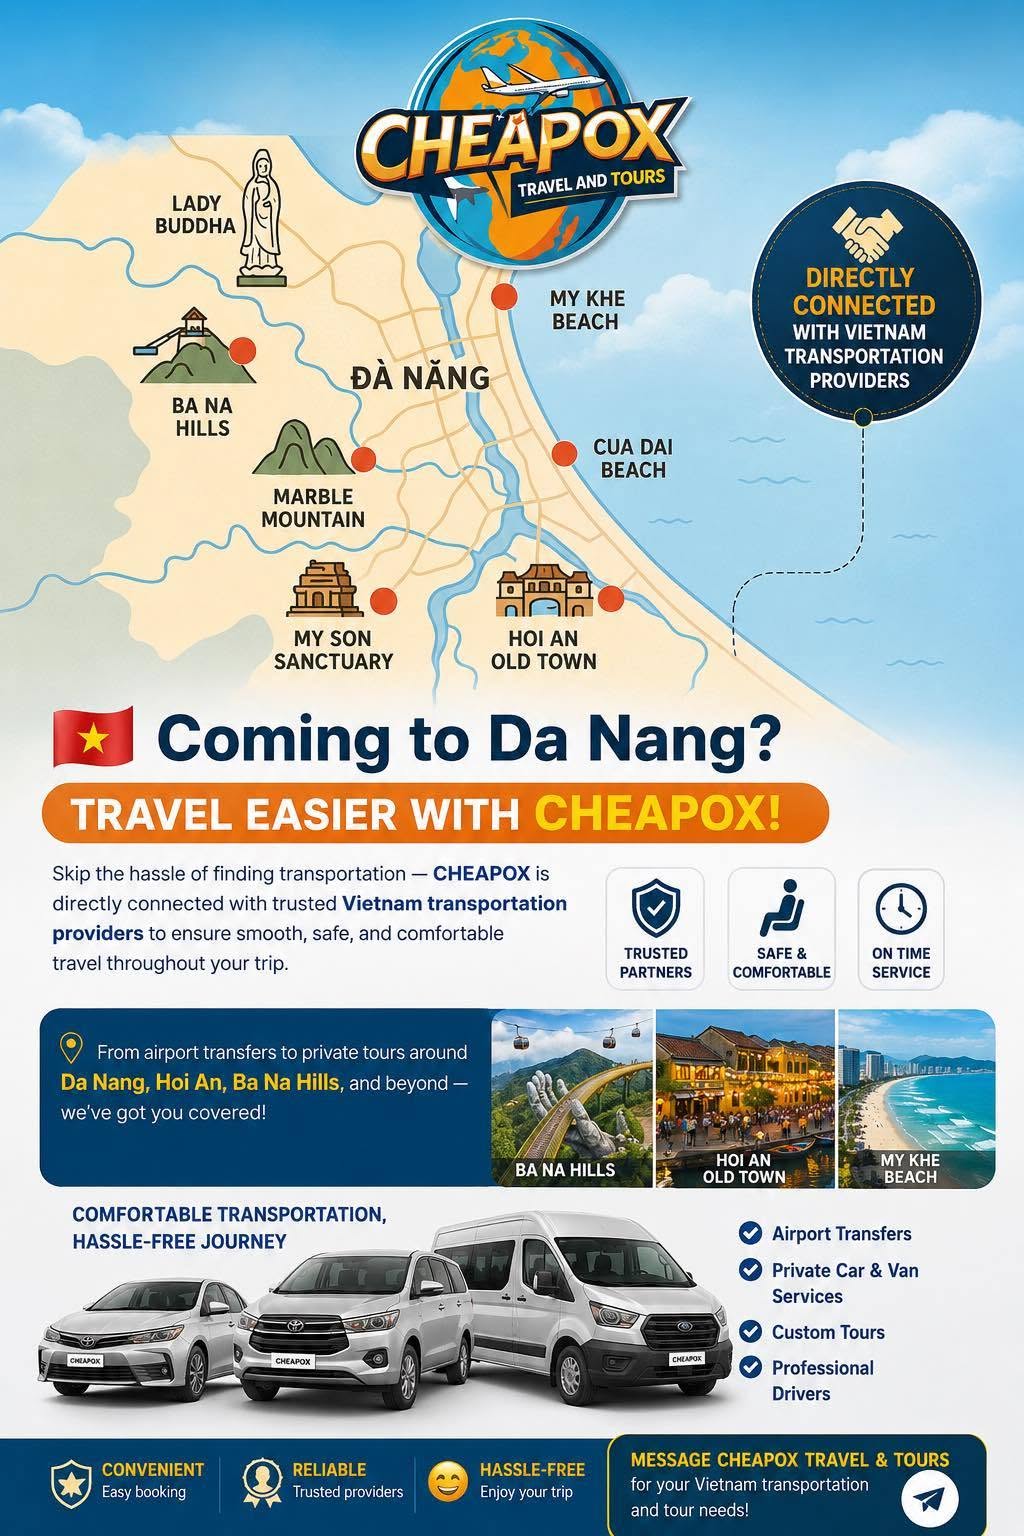 CHEAPOX
TRAVEL AND TOURS
LADY
BUDDHA
MY KHE
BEACH
DIRECTLY
CONNECTED
WITH VIETNAM
TRANSPORTATION
PROVIDERS
BA NA
HILLS
ĐÀ NĂNG
CUA DAI
BEACH
MARBLE
MOUNTAIN
MY SON
SANCTUARY
HOI AN
OLD TOWN
Coming to Da Nang?
TRAVEL EASIER WITH CHEAPOX!
Skip the hassle of finding transportation — CHEAPOX is
directly connected with trusted Vietnam transportation
providers to ensure smooth, safe, and comfortable
travel throughout your trip.
TRUSTED
PARTNERS
SAFE &
COMFORTABLE
ON TIME
SERVICE
From airport transfers to private tours around
Da Nang, Hoi An, Ba Na Hills, and beyond —
we've got you covered!
BA NA HILLS
HOI AN
OLD TOWN
MY KHE
BEACH
COMFORTABLE TRANSPORTATION,
HASSLE-FREE JOURNEY
CHEAPOX
CHEAPOX
CHEAPOX
Airport Transfers
Private Car & Van
Services
Custom Tours
Professional
Drivers
CONVENIENT
Easy booking
RELIABLE
Trusted providers
HASSLE-FREE
Enjoy your trip
MESSAGE CHEAPOX TRAVEL & TOURS
for your Vietnam transportation
and tour needs!